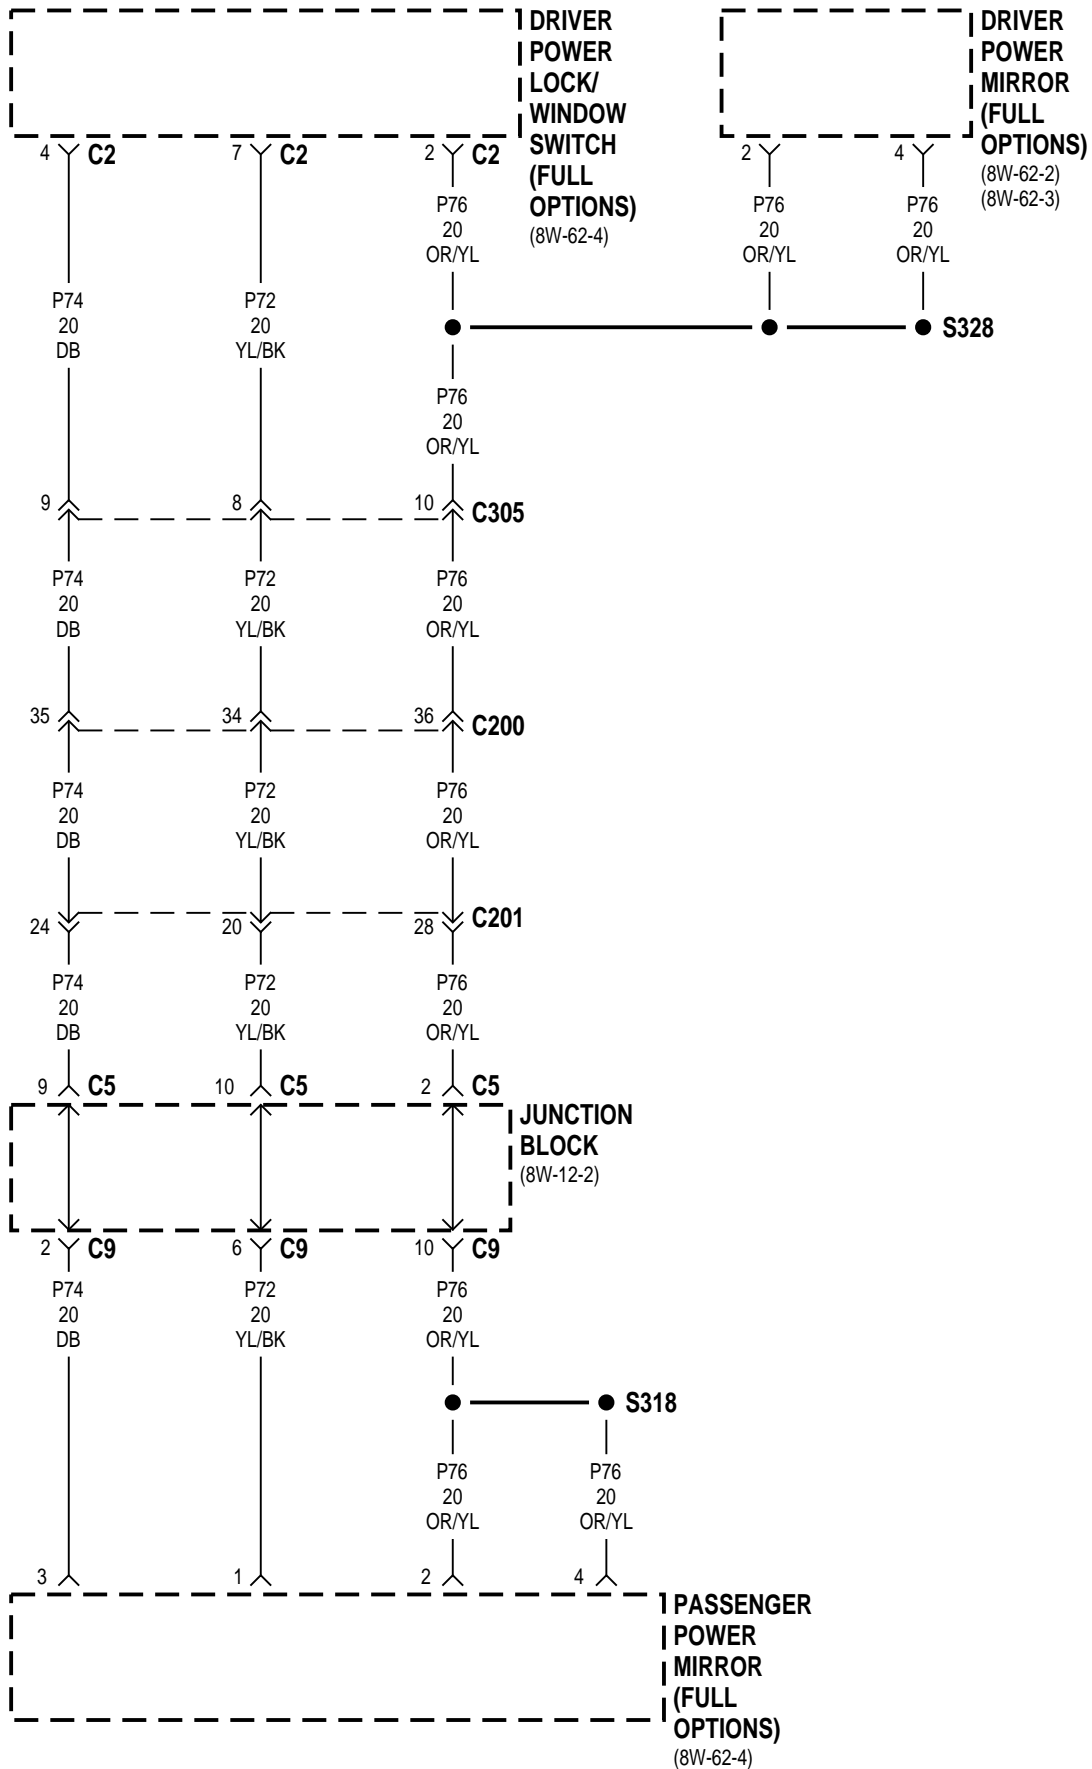 DRIVER
POWER
LOCK/
WINDOW
SWITCH
(FULL
OPTIONS)
(8W-62-4)
DRIVER
POWER
MIRROR
(FULL
OPTIONS)
(8W-62-2)
(8W-62-3)
4 C2 7 C2 2 C2 2 4
P76 P76 P76
20 20 20
OR/YL OR/YL OR/YL
P74 P72
20 20
DB YL/BK
S328
P76
20
OR/YL
9 8 10 C305
P74 P72 P76
20 20 20
DB YL/BK OR/YL
35 34 36 C200
P74 P72 P76
20 20 20
DB YL/BK OR/YL
24 20 28 C201
P74 P72 P76
20 20 20
DB YL/BK OR/YL
9 C5 10 C5 2 C5
JUNCTION
BLOCK
(8W-12-2)
2 C9 6 C9 10 C9
P74 P72 P76
20 20 20
DB YL/BK OR/YL
S318
P76 P76
20 20
OR/YL OR/YL
3 1 2 4
PASSENGER
POWER
MIRROR
(FULL
OPTIONS)
(8W-62-4)